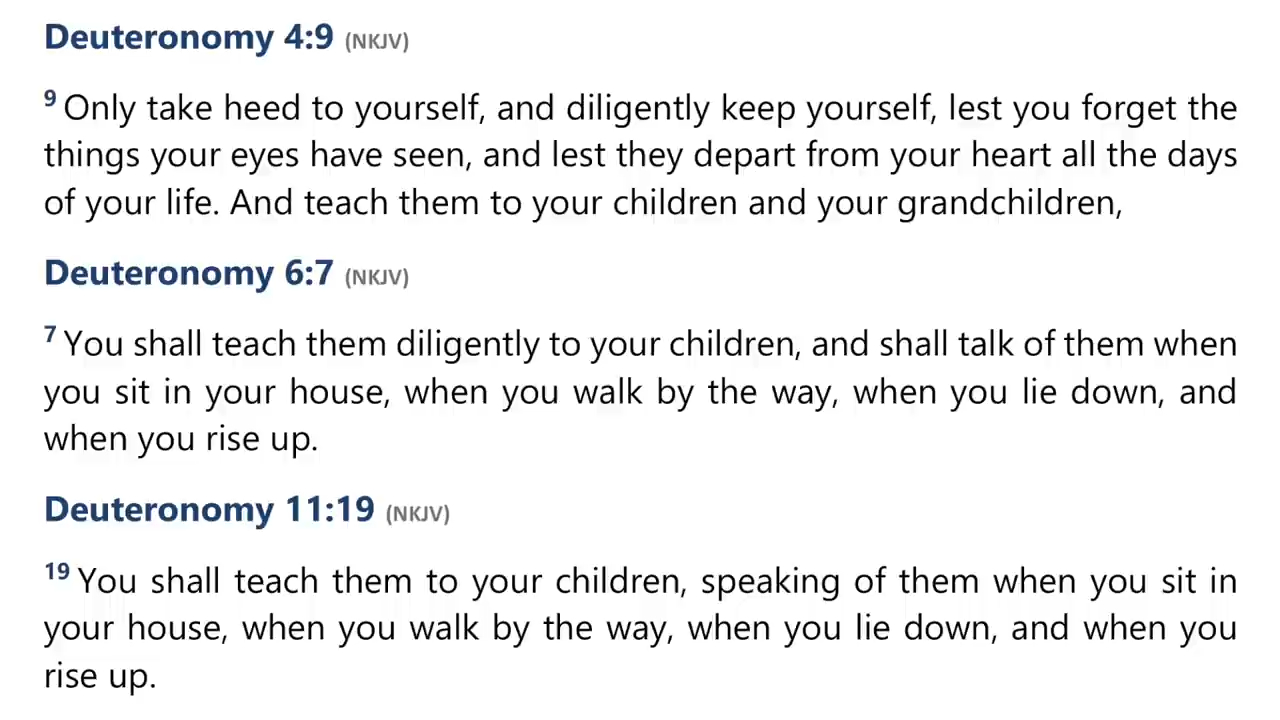 Deuteronomy 4:9 (NKJV)
9 Only take heed to yourself, and diligently keep yourself, lest you forget the
things your eyes have seen, and lest they depart from your heart all the days
of your life. And teach them to your children and your grandchildren,
Deuteronomy 6:7 (NKJV)
7 You shall teach them diligently to your children, and shall talk of them when
you sit in your house, when you walk by the way, when you lie down, and
when you rise up.
Deuteronomy 11:19 (NKJV)
19 You shall teach them to your children, speaking of them when you sit in
your house, when you walk by the way, when you lie down, and when you
rise up.